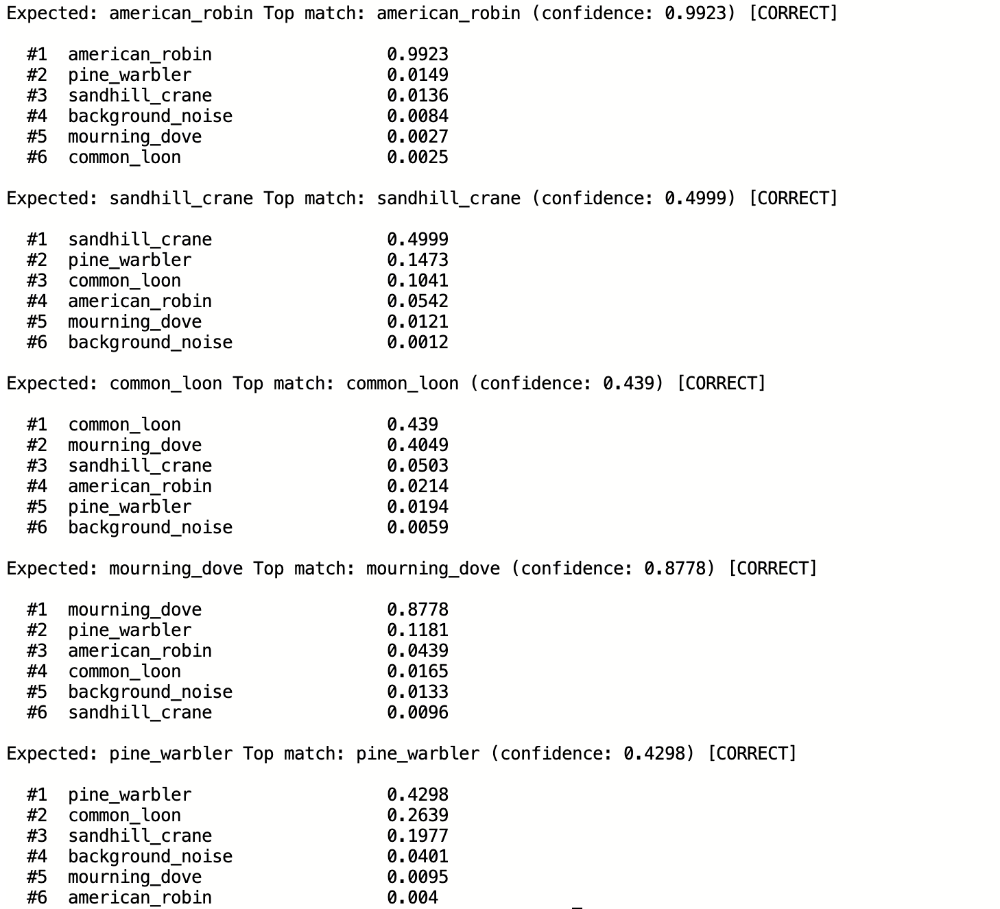 Expected: american_robin Top match: american_robin (confidence: 0.9923) [CORRECT]
#1 american_robin 0.9923
#2 pine_warbler 0.0149
#3 sandhill_crane 0.0136
#4 background_noise 0.0084
#5 mourning_dove 0.0027
#6 common_loon 0.0025
Expected: sandhill_crane Top match: sandhill_crane (confidence: 0.4999) [CORRECT]
#1 sandhill_crane 0.4999
#2 pine_warbler 0.1473
#3 common_loon 0.1041
#4 american_robin 0.0542
#5 mourning_dove 0.0121
#6 background_noise 0.0012
Expected: common_loon Top match: common_loon (confidence: 0.439) [CORRECT]
#1 common_loon 0.439
#2 mourning_dove 0.4049
#3 sandhill_crane 0.0503
#4 american_robin 0.0214
#5 pine_warbler 0.0194
#6 background_noise 0.0059
Expected: mourning_dove Top match: mourning_dove (confidence: 0.8778) [CORRECT]
#1 mourning_dove 0.8778
#2 pine_warbler 0.1181
#3 american_robin 0.0439
#4 common_loon 0.0165
#5 background_noise 0.0133
#6 sandhill_crane 0.0096
Expected: pine_warbler Top match: pine_warbler (confidence: 0.4298) [CORRECT]
#1 pine_warbler 0.4298
#2 common_loon 0.2639
#3 sandhill_crane 0.1977
#4 background_noise 0.0401
#5 mourning_dove 0.0095
#6 american_robin 0.004